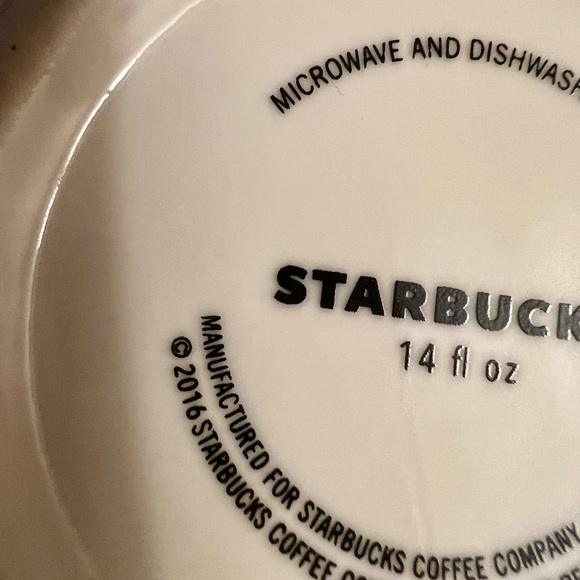 MICROWAVE AND DISHWAS
STARBUCK
14 fl oz
MANUFACTURED FOR STARBUCKS COFFEE COMPANY
© 2016 STARBUCKS COFFEE